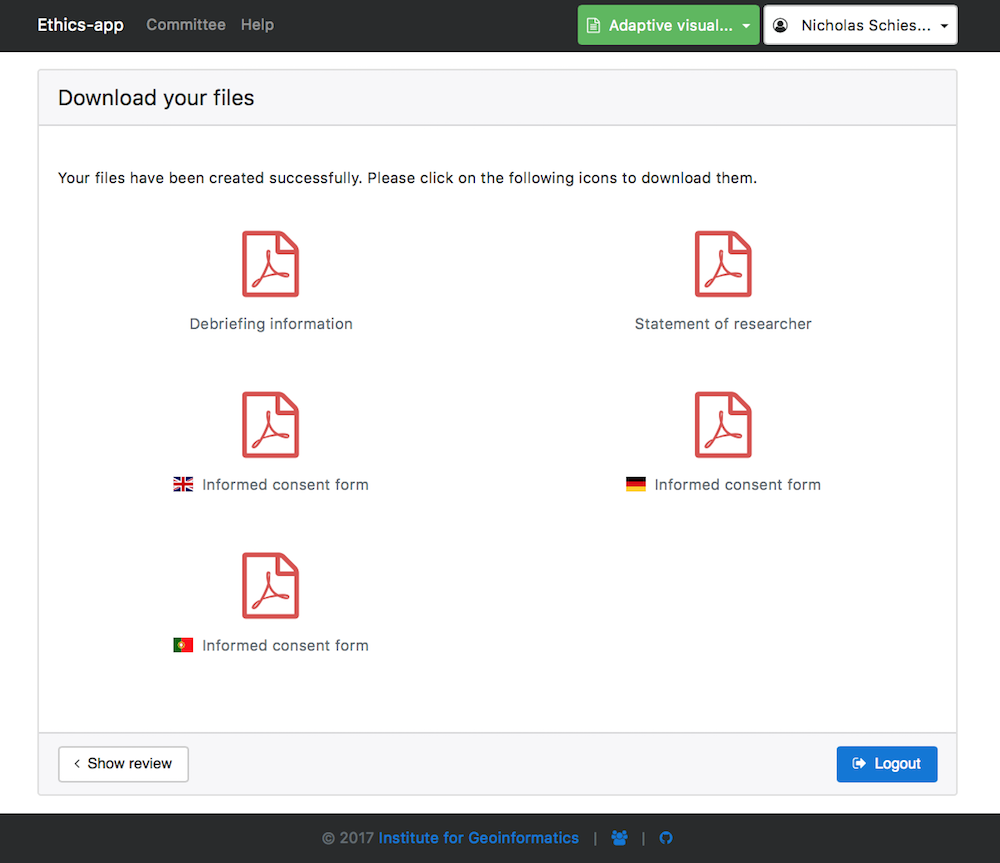 Ethics-app Committee Help Adaptive visual... Nicholas Schies...
Download your files
Your files have been created successfully. Please click on the following icons to download them.
Debriefing information Statement of researcher
Informed consent form Informed consent form
Informed consent form
Show review Logout
© 2017 Institute for Geoinformatics | |